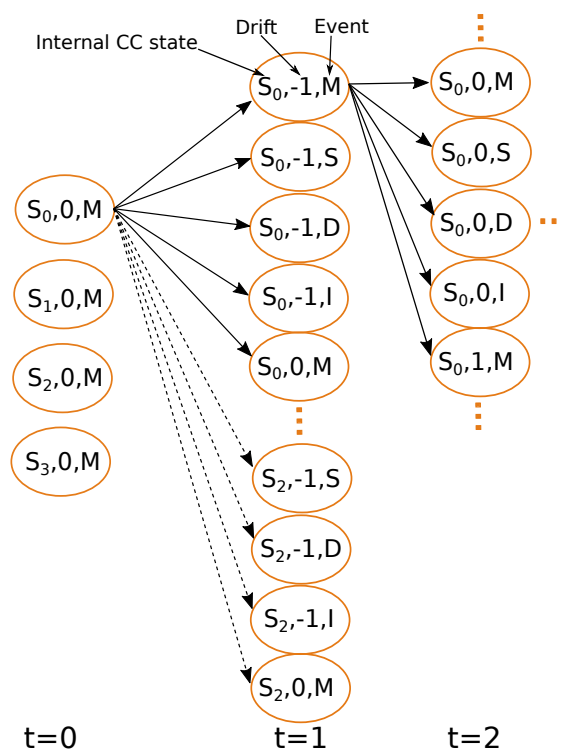 Internal CC state
Drift
Event
S₀,0,M
S₁,0,M
S₂,0,M
S₃,0,M
S₀,-1,M
S₀,-1,S
S₀,-1,D
S₀,-1,I
S₀,0,M
S₂,-1,S
S₂,-1,D
S₂,-1,I
S₂,0,M
S₀,0,M
S₀,0,S
S₀,0,D
S₀,0,I
S₀,1,M
t=0
t=1
t=2